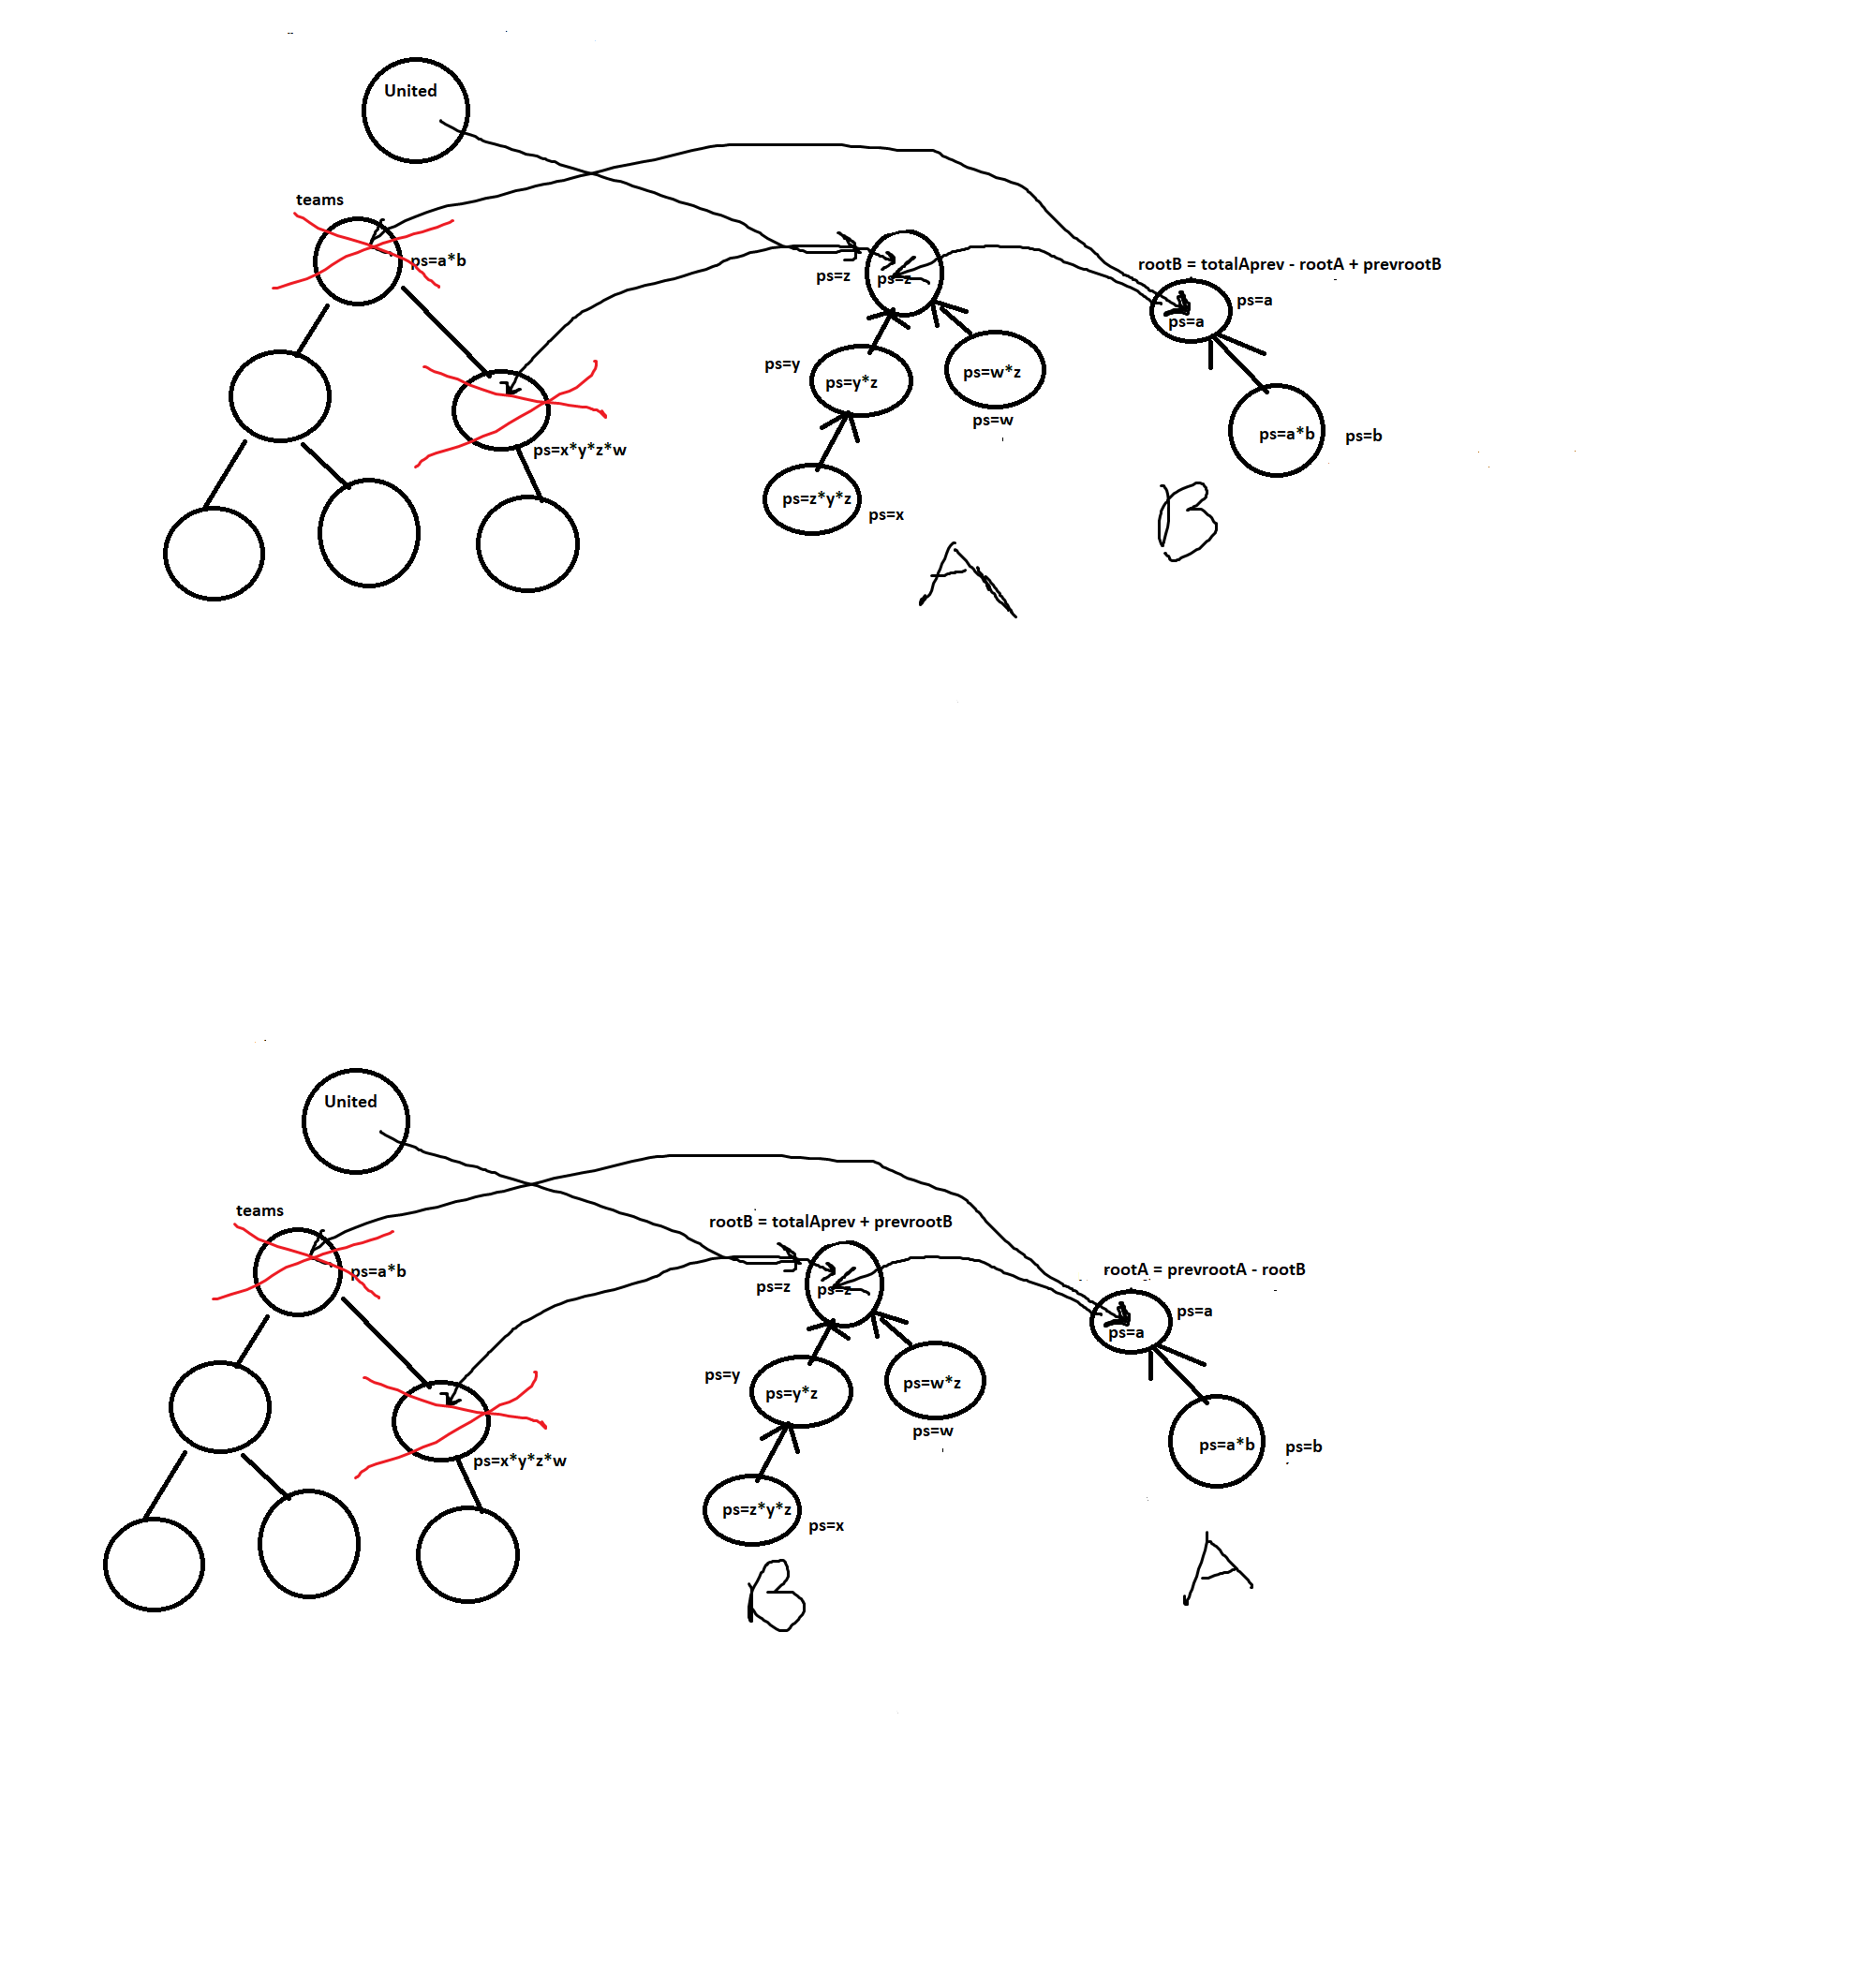 United
teams
ps=a*b
rootB = totalAprev - rootA + prevrootB
ps=z
ps=z
ps=a
ps=a
ps=y
ps=y*z
ps=w*z
ps=w
ps=x*y*z*w
ps=a*b
ps=b
ps=z*y*z
ps=x
B
A
United
teams
rootB = totalAprev + prevrootB
ps=a*b
rootA = prevrootA - rootB
ps=z
ps=z
ps=a
ps=a
ps=y
ps=y*z
ps=w*z
ps=w
ps=x*y*z*w
ps=a*b
ps=b
ps=z*y*z
ps=x
B
A